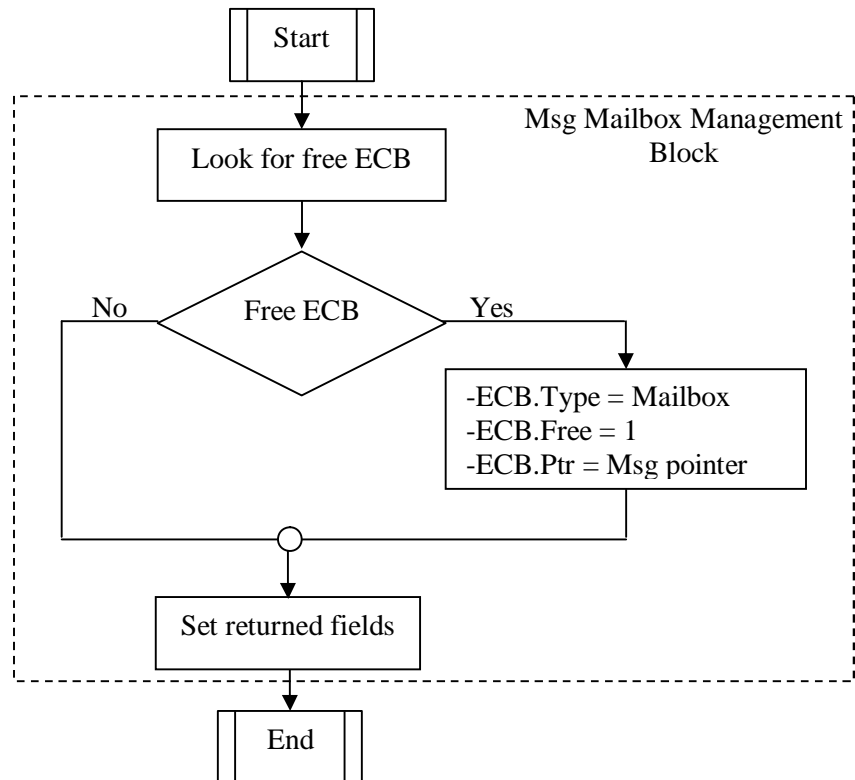 Start
Msg Mailbox Management
Block
Look for free ECB
Free ECB
No
Yes
-ECB.Type = Mailbox
-ECB.Free = 1
-ECB.Ptr = Msg pointer
Set returned fields
End